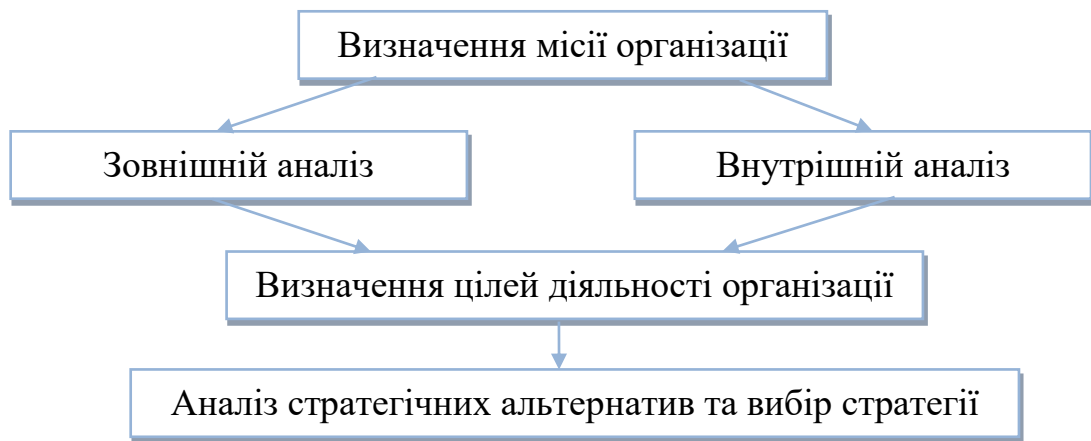 Визначення місії організації
Зовнішній аналіз
Внутрішній аналіз
Визначення цілей діяльності організації
Аналіз стратегічних альтернатив та вибір стратегії